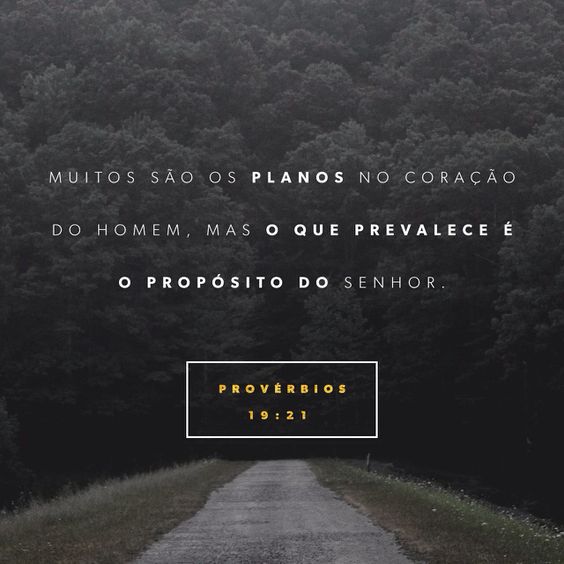 MUITOS SÃO OS PLANOS NO CORAÇÃO
DO HOMEM, MAS O QUE PREVALECE É
O PROPÓSITO DO SENHOR.
PROVÉRBIOS
19:21